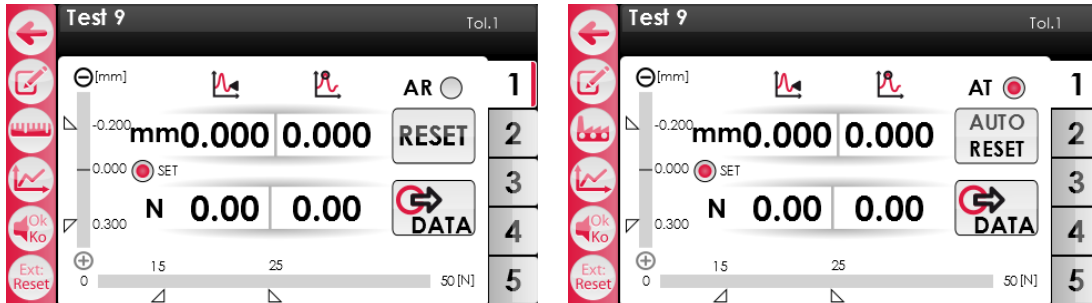 Test 9
Tol.1
[mm]
AR
1
-0.200
mm 0.000 0.000
RESET
2
0.000
SET
3
Ok
Ko
0.300
N 0.00 0.00
DATA
4
Ext:
Reset
0
15
25
50 [N]
5
Test 9
Tol.1
[mm]
AT
1
-0.200
mm 0.000 0.000
AUTO
RESET
2
0.000
SET
3
Ok
Ko
0.300
N 0.00 0.00
DATA
4
Ext:
Reset
0
15
25
50 [N]
5